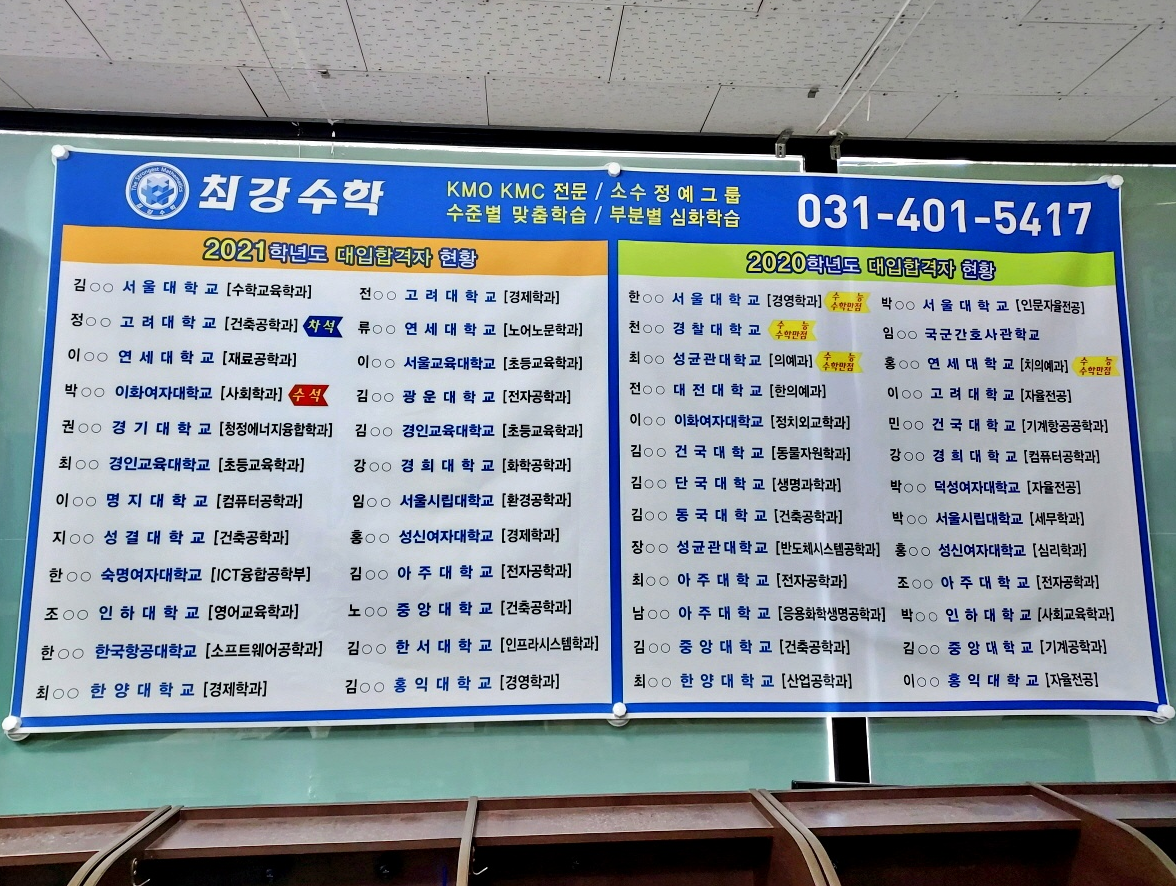 The Strongest Mathematics
최강수학
최강수학
KMO KMC 전문 / 소수 정예그룹
수준별 맞춤학습 / 부분별 심화학습
031-401-5417
2021학년도 대입합격자 현황
김○○ 서울대학교 [수학교육학과]
정○○ 고려대학교 [건축공학과] 차석
이○○ 연세대학교 [재료공학과]
박○○ 이화여자대학교 [사회학과] 수석
권○○ 경기대학교 [청정에너지융합학과]
최○○ 경인교육대학교 [초등교육학과]
이○○ 명지대학교 [컴퓨터공학과]
지○○ 성결대학교 [건축공학과]
한○○ 숙명여자대학교 [ICT융합공학부]
조○○ 인하대학교 [영어교육학과]
한○○ 한국항공대학교 [소프트웨어공학과]
최○○ 한양대학교 [경제학과]
전○○ 고려대학교 [경제학과]
류○○ 연세대학교 [노어노문학과]
이○○ 서울교육대학교 [초등교육학과]
김○○ 광운대학교 [전자공학과]
김○○ 경인교육대학교 [초등교육학과]
강○○ 경희대학교 [화학공학과]
임○○ 서울시립대학교 [환경공학과]
홍○○ 성신여자대학교 [경제학과]
김○○ 아주대학교 [전자공학과]
노○○ 중앙대학교 [건축공학과]
김○○ 한서대학교 [인프라시스템학과]
김○○ 홍익대학교 [경영학과]
2020학년도 대입합격자 현황
한○○ 서울대학교 [경영학과] 수능 수학만점
천○○ 경찰대학교 수능 수학만점
최○○ 성균관대학교 [의예과] 수능 수학만점
전○○ 대전대학교 [한의예과]
이○○ 이화여자대학교 [정치외교학과]
김○○ 건국대학교 [동물자원학과]
김○○ 단국대학교 [생명과학과]
김○○ 동국대학교 [건축공학과]
장○○ 성균관대학교 [반도체시스템공학과]
최○○ 아주대학교 [전자공학과]
남○○ 아주대학교 [응용화학생명공학과]
김○○ 중앙대학교 [건축공학과]
최○○ 한양대학교 [산업공학과]
박○○ 서울대학교 [인문자율전공]
임○○ 국군간호사관학교
홍○○ 연세대학교 [치의예과] 수능 수학만점
이○○ 고려대학교 [자율전공]
민○○ 건국대학교 [기계항공공학과]
강○○ 경희대학교 [컴퓨터공학과]
박○○ 덕성여자대학교 [자율전공]
박○○ 서울시립대학교 [세무학과]
홍○○ 성신여자대학교 [심리학과]
조○○ 아주대학교 [전자공학과]
박○○ 인하대학교 [사회교육학과]
김○○ 중앙대학교 [기계공학과]
이○○ 홍익대학교 [자율전공]